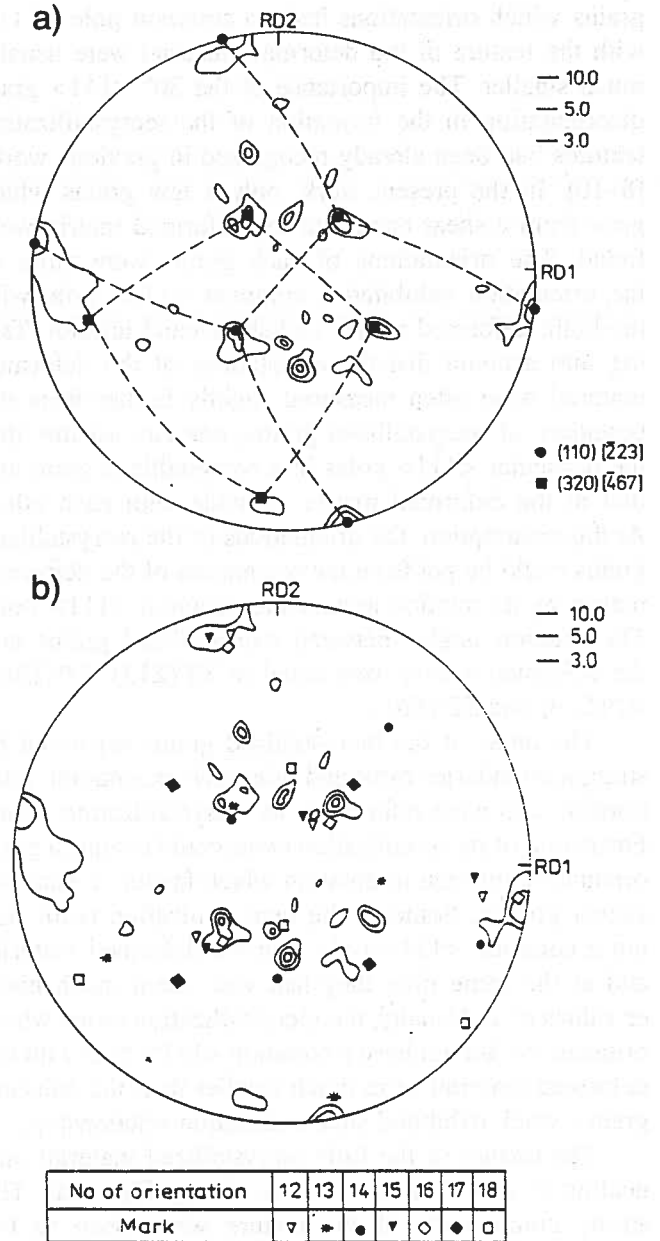 a)
RD2
10.0
5.0
3.0
RD1
● (110) [2̄23]
■ (320) [4̄67]
b)
RD2
10.0
5.0
3.0
RD1
No of orientation 12 13 14 15 16 17 18
Mark ▽ * ● ▼ ◇ ◆ □